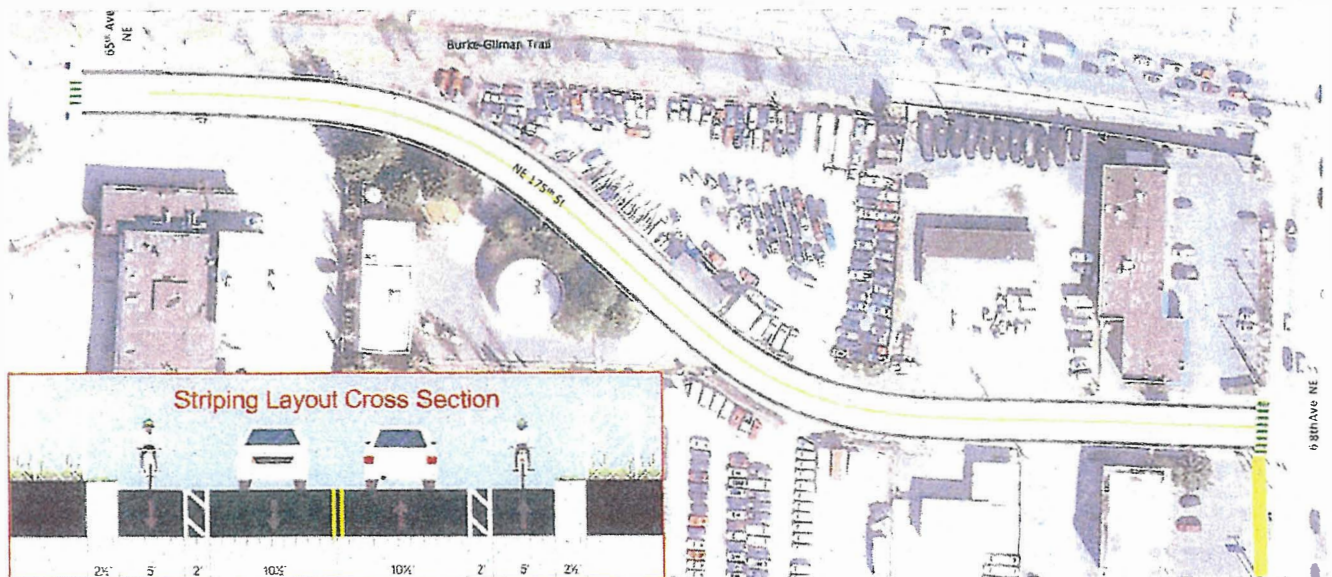 65th Ave
NE
Burke-Gilman Trail
NE 175th St
68th Ave NE
Striping Layout Cross Section
2½' 5' 2' 10½' 10½' 2' 5' 2½'